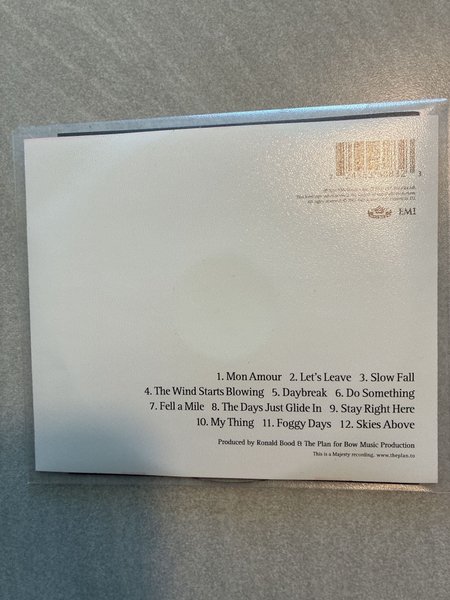 EMI
1. Mon Amour 2. Let's Leave 3. Slow Fall
4. The Wind Starts Blowing 5. Daybreak 6. Do Something
7. Fell a Mile 8. The Days Just Glide In 9. Stay Right Here
10. My Thing 11. Foggy Days 12. Skies Above
Produced by Ronald Bood & The Plan for Bow Music Production
This is a Majesty recording. www.theplan.to